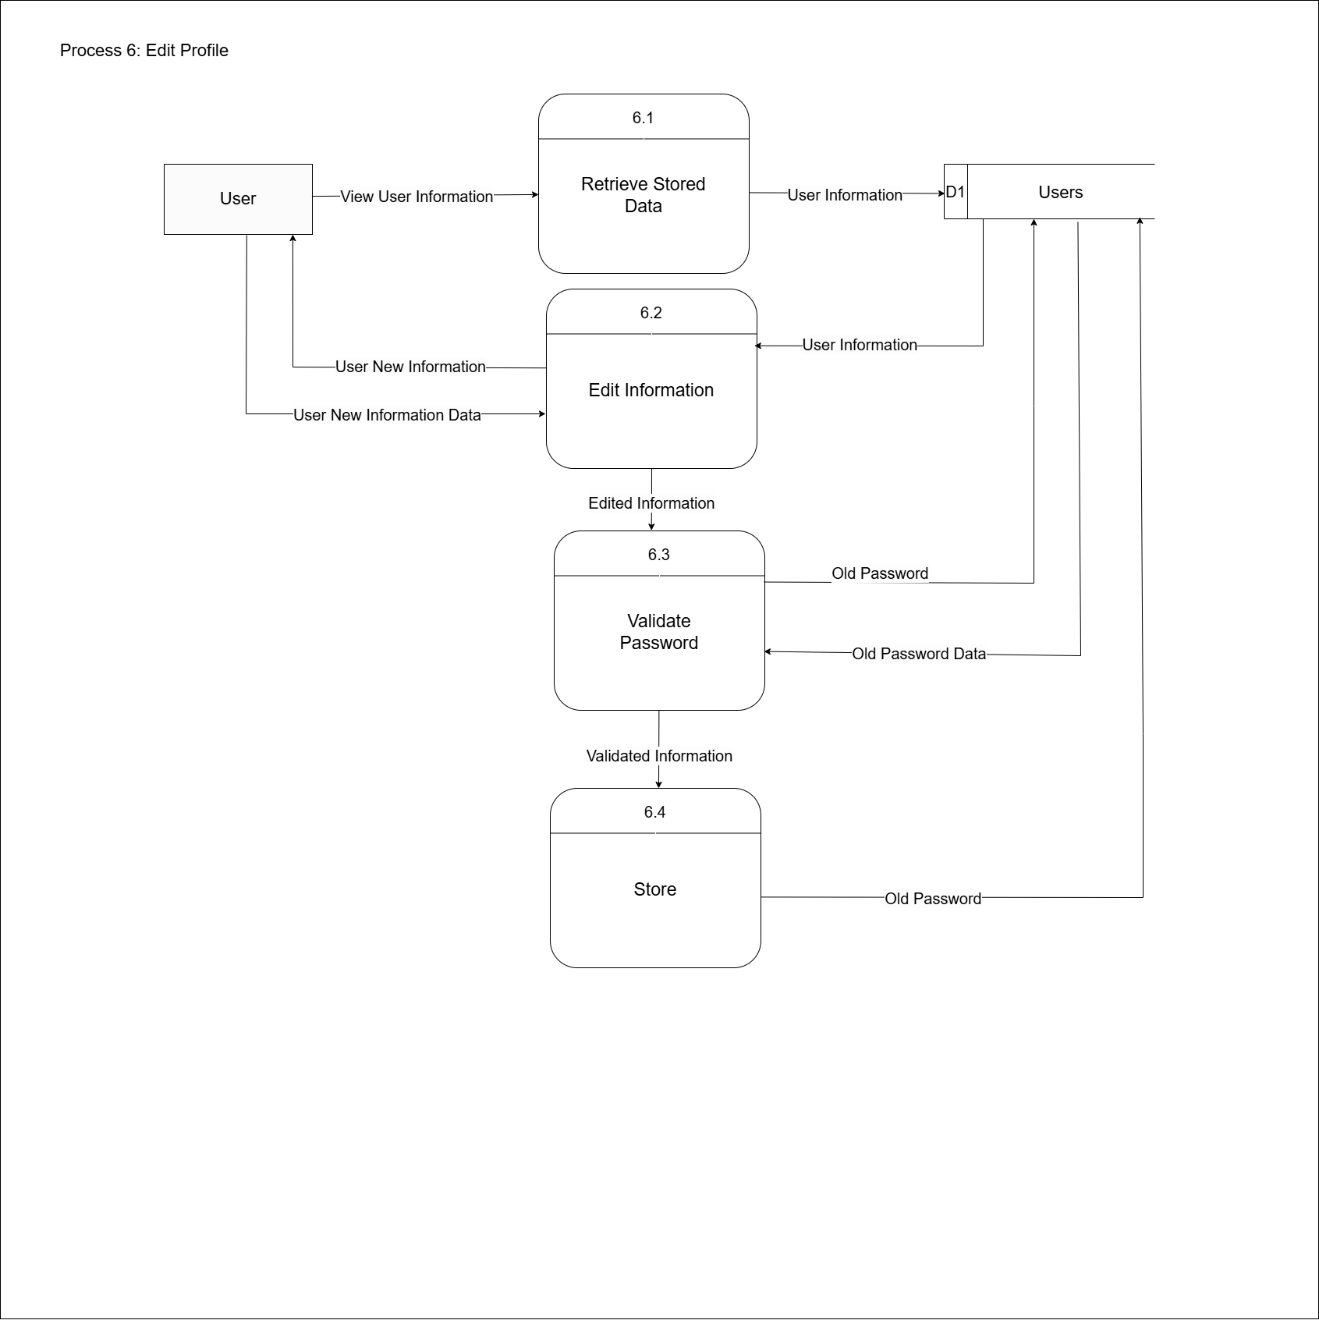 Process 6: Edit Profile
6.1
Retrieve Stored
Data
User
View User Information
User Information
D1
Users
6.2
Edit Information
User Information
User New Information
User New Information Data
Edited Information
6.3
Validate
Password
Old Password
Old Password Data
Validated Information
6.4
Store
Old Password